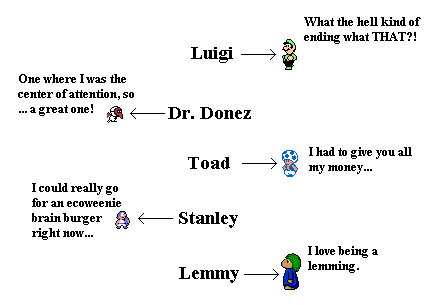 What the hell kind of
ending what THAT?!
Luigi
One where I was the
center of attention, so
... a great one!
Dr. Donez
Toad
I had to give you all
my money...
I could really go
for an ecoweenie
brain burger
right now...
Stanley
I love being a
lemming.
Lemmy